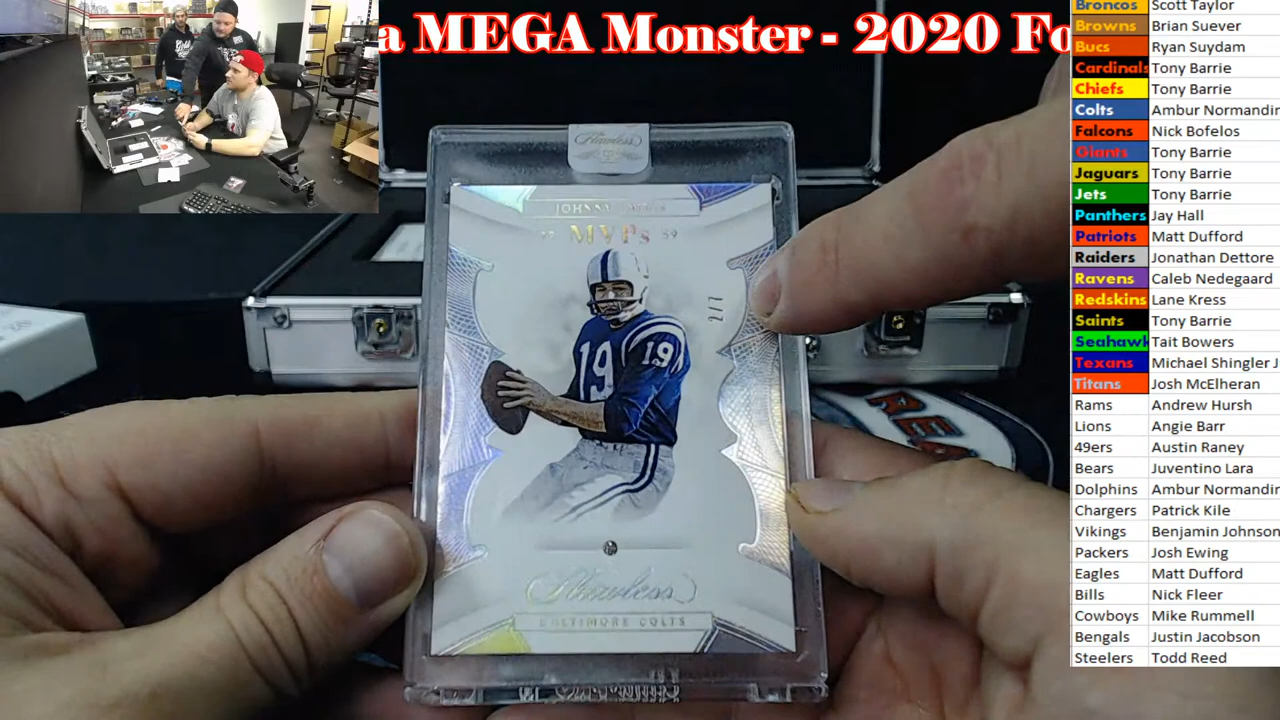 a MEGA Monster - 2020 Fo
Flawless
JOHNNY UNITAS
MVPs 59
2/7
19 19
Flawless
BALTIMORE COLTS
Broncos Scott Taylor
Browns Brian Suever
Bucs Ryan Suydam
Cardinals Tony Barrie
Chiefs Tony Barrie
Colts Ambur Normandin
Falcons Nick Bofelos
Giants Tony Barrie
Jaguars Tony Barrie
Jets Tony Barrie
Panthers Jay Hall
Patriots Matt Dufford
Raiders Jonathan Dettore
Ravens Caleb Nedegaard
Redskins Lane Kress
Saints Tony Barrie
Seahawk Tait Bowers
Texans Michael Shingler J
Titans Josh McElheran
Rams Andrew Hursh
Lions Angie Barr
49ers Austin Raney
Bears Juventino Lara
Dolphins Ambur Normandin
Chargers Patrick Kile
Vikings Benjamin Johnson
Packers Josh Ewing
Eagles Matt Dufford
Bills Nick Fleer
Cowboys Mike Rummell
Bengals Justin Jacobson
Steelers Todd Reed